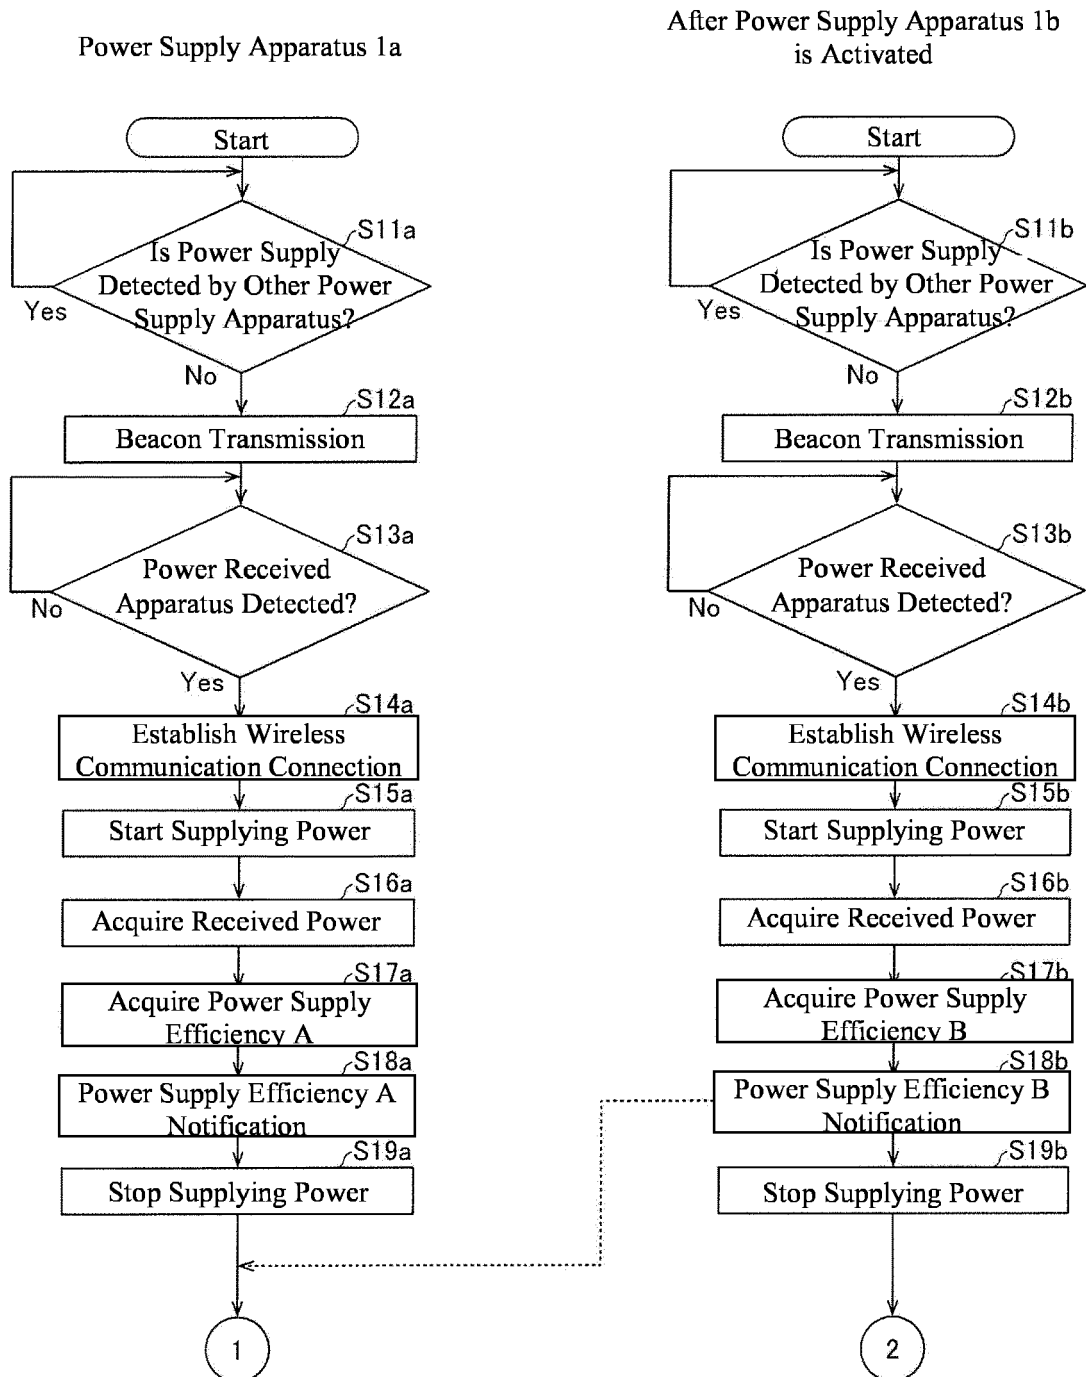 Power Supply Apparatus 1a
Start
S11a
Is Power Supply
Detected by Other Power
Supply Apparatus?
Yes
No
S12a
Beacon Transmission
S13a
Power Received
Apparatus Detected?
No
Yes
S14a
Establish Wireless
Communication Connection
S15a
Start Supplying Power
S16a
Acquire Received Power
S17a
Acquire Power Supply
Efficiency A
S18a
Power Supply Efficiency A
Notification
S19a
Stop Supplying Power
1
After Power Supply Apparatus 1b
is Activated
Start
S11b
Is Power Supply
Detected by Other Power
Supply Apparatus?
Yes
No
S12b
Beacon Transmission
S13b
Power Received
Apparatus Detected?
No
Yes
S14b
Establish Wireless
Communication Connection
S15b
Start Supplying Power
S16b
Acquire Received Power
S17b
Acquire Power Supply
Efficiency B
S18b
Power Supply Efficiency B
Notification
S19b
Stop Supplying Power
2